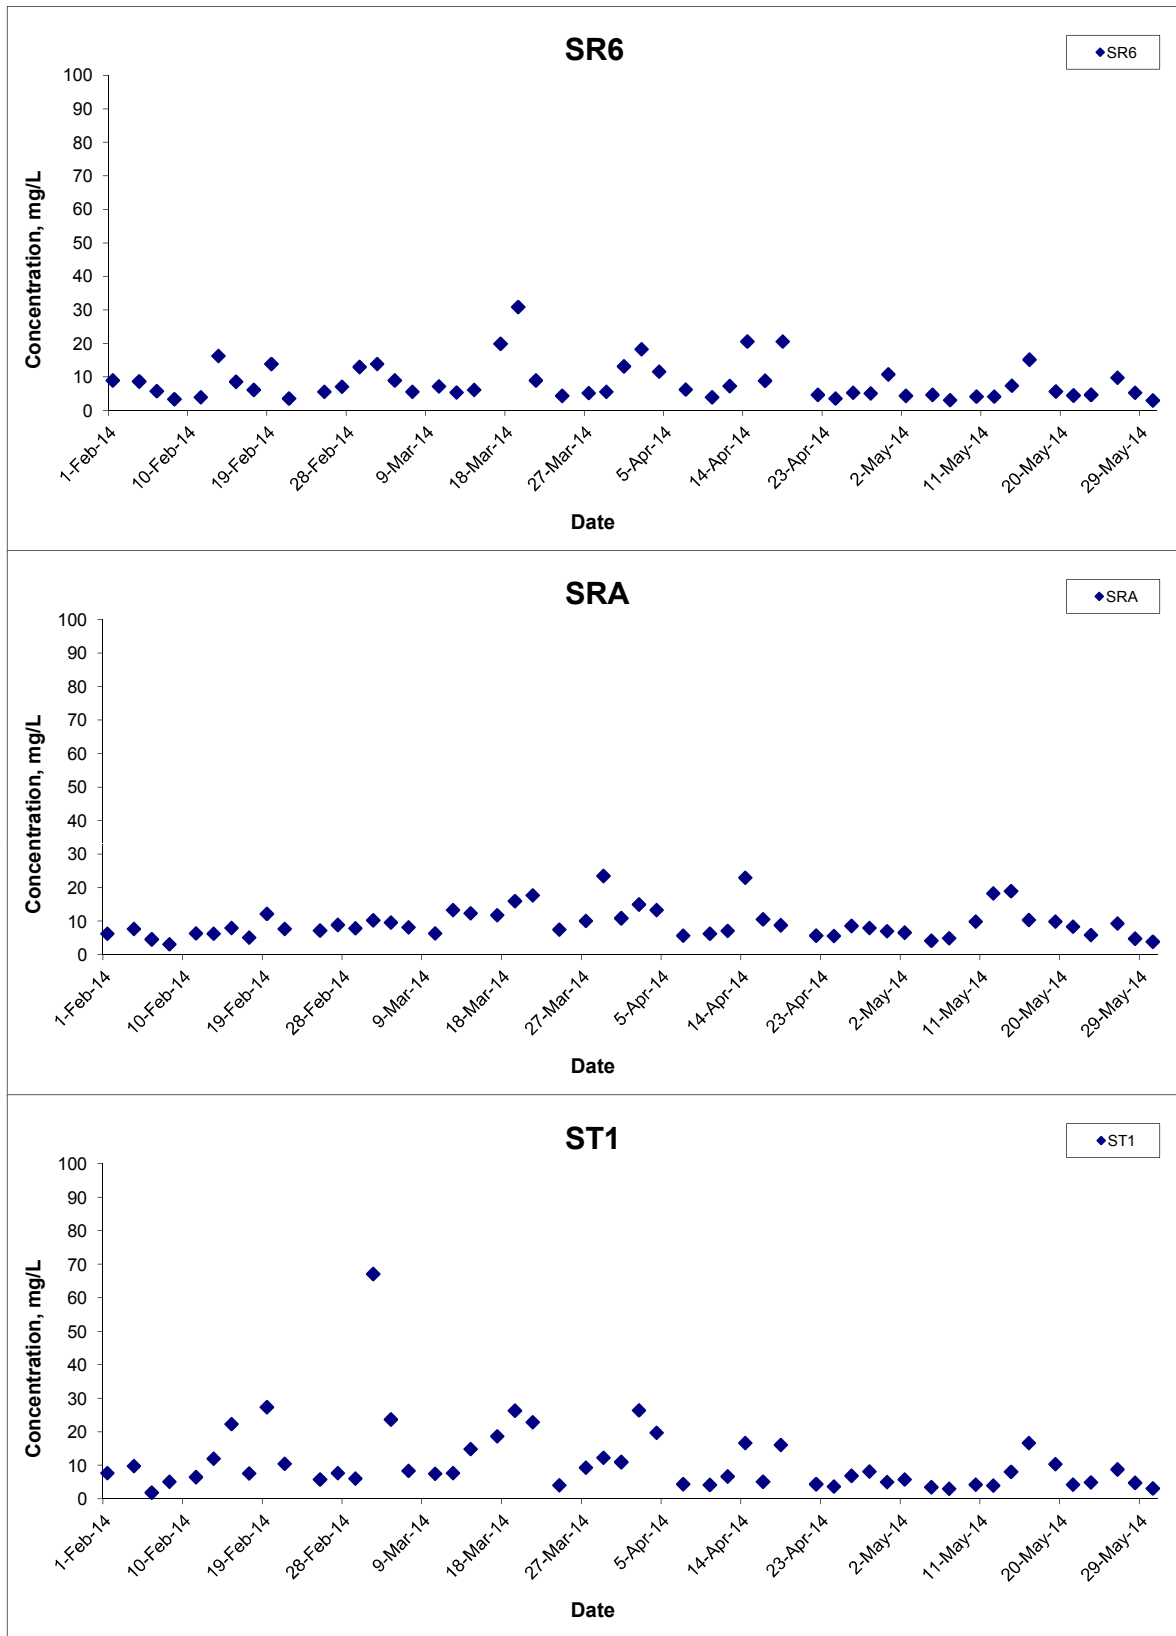 SR6
SR6
100
90
80
70
60
50
40
30
20
10
0
Concentration, mg/L
1-Feb-14 10-Feb-14 19-Feb-14 28-Feb-14 9-Mar-14 18-Mar-14 27-Mar-14 5-Apr-14 14-Apr-14 23-Apr-14 2-May-14 11-May-14 20-May-14 29-May-14
Date
SRA
SRA
100
90
80
70
60
50
40
30
20
10
0
Concentration, mg/L
1-Feb-14 10-Feb-14 19-Feb-14 28-Feb-14 9-Mar-14 18-Mar-14 27-Mar-14 5-Apr-14 14-Apr-14 23-Apr-14 2-May-14 11-May-14 20-May-14 29-May-14
Date
ST1
ST1
100
90
80
70
60
50
40
30
20
10
0
Concentration, mg/L
1-Feb-14 10-Feb-14 19-Feb-14 28-Feb-14 9-Mar-14 18-Mar-14 27-Mar-14 5-Apr-14 14-Apr-14 23-Apr-14 2-May-14 11-May-14 20-May-14 29-May-14
Date